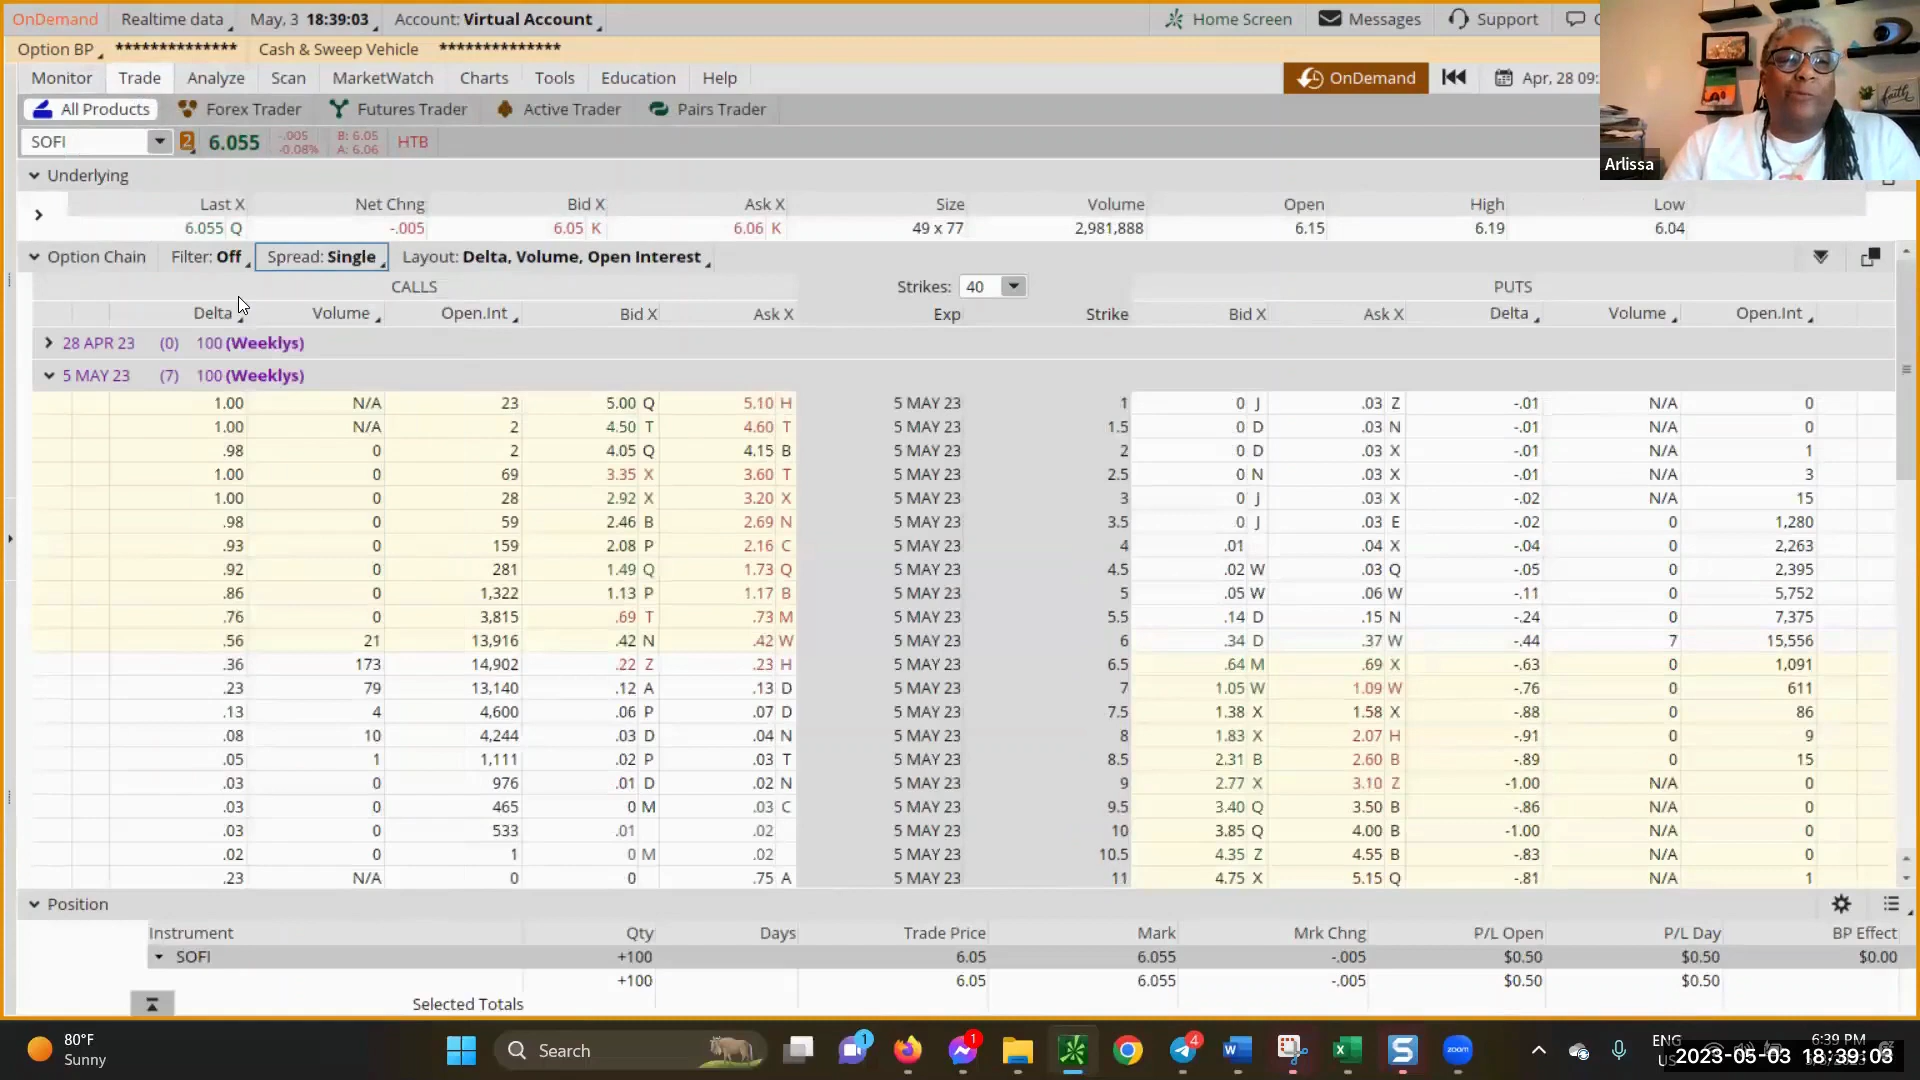 OnDemand Realtime data May, 3 18:39:03 Account: Virtual Account Home Screen Messages Support
Option BP ************** Cash & Sweep Vehicle **************
Monitor Trade Analyze Scan MarketWatch Charts Tools Education Help OnDemand Apr, 28 09:
All Products Forex Trader Futures Trader Active Trader Pairs Trader
SOFI 2 6.055 -.005 -0.08% B: 6.05 A: 6.06 HTB
Arlissa
faith
Underlying
Last X Net Chng Bid X Ask X Size Volume Open High Low
6.055 Q -.005 6.05 K 6.06 K 49 x 77 2,981,888 6.15 6.19 6.04
Option Chain Filter: Off Spread: Single Layout: Delta, Volume, Open Interest
CALLS Strikes: 40 PUTS
Delta Volume Open.Int Bid X Ask X Exp Strike Bid X Ask X Delta Volume Open.Int
28 APR 23 (0) 100 (Weeklys)
5 MAY 23 (7) 100 (Weeklys)
1.00 N/A 23 5.00 Q 5.10 H 5 MAY 23 1 0 J .03 Z -.01 N/A 0
1.00 N/A 2 4.50 T 4.60 T 5 MAY 23 1.5 0 D .03 N -.01 N/A 0
.98 0 2 4.05 Q 4.15 B 5 MAY 23 2 0 D .03 X -.01 N/A 1
1.00 0 69 3.35 X 3.60 T 5 MAY 23 2.5 0 N .03 X -.01 N/A 3
1.00 0 28 2.92 X 3.20 X 5 MAY 23 3 0 J .03 X -.02 N/A 15
.98 0 59 2.46 B 2.69 N 5 MAY 23 3.5 0 J .03 E -.02 0 1,280
.93 0 159 2.08 P 2.16 C 5 MAY 23 4 .01 .04 X -.04 0 2,263
.92 0 281 1.49 Q 1.73 Q 5 MAY 23 4.5 .02 W .03 Q -.05 0 2,395
.86 0 1,322 1.13 P 1.17 B 5 MAY 23 5 .05 W .06 W -.11 0 5,752
.76 0 3,815 .69 T .73 M 5 MAY 23 5.5 .14 D .15 N -.24 0 7,375
.56 21 13,916 .42 N .42 W 5 MAY 23 6 .34 D .37 W -.44 7 15,556
.36 173 14,902 .22 Z .23 H 5 MAY 23 6.5 .64 M .69 X -.63 0 1,091
.23 79 13,140 .12 A .13 D 5 MAY 23 7 1.05 W 1.09 W -.76 0 611
.13 4 4,600 .06 P .07 D 5 MAY 23 7.5 1.38 X 1.58 X -.88 0 86
.08 10 4,244 .03 D .04 N 5 MAY 23 8 1.83 X 2.07 H -.91 0 9
.05 1 1,111 .02 P .03 T 5 MAY 23 8.5 2.31 B 2.60 B -.89 0 15
.03 0 976 .01 D .02 N 5 MAY 23 9 2.77 X 3.10 Z -1.00 N/A 0
.03 0 465 0 M .03 C 5 MAY 23 9.5 3.40 Q 3.50 B -.86 N/A 0
.03 0 533 .01 .02 5 MAY 23 10 3.85 Q 4.00 B -1.00 N/A 0
.02 0 1 0 M .02 5 MAY 23 10.5 4.35 Z 4.55 B -.83 N/A 0
.23 N/A 0 0 .75 A 5 MAY 23 11 4.75 X 5.15 Q -.81 N/A 1
Position
Instrument Qty Days Trade Price Mark Mrk Chng P/L Open P/L Day BP Effect
SOFI +100 6.05 6.055 -.005 $0.50 $0.50 $0.00
+100 6.05 6.055 -.005 $0.50 $0.50
Selected Totals
80°F
Sunny
Search
1 1 4 zoom
ENG
US
6:39 PM
2023-05-03 18:39:03